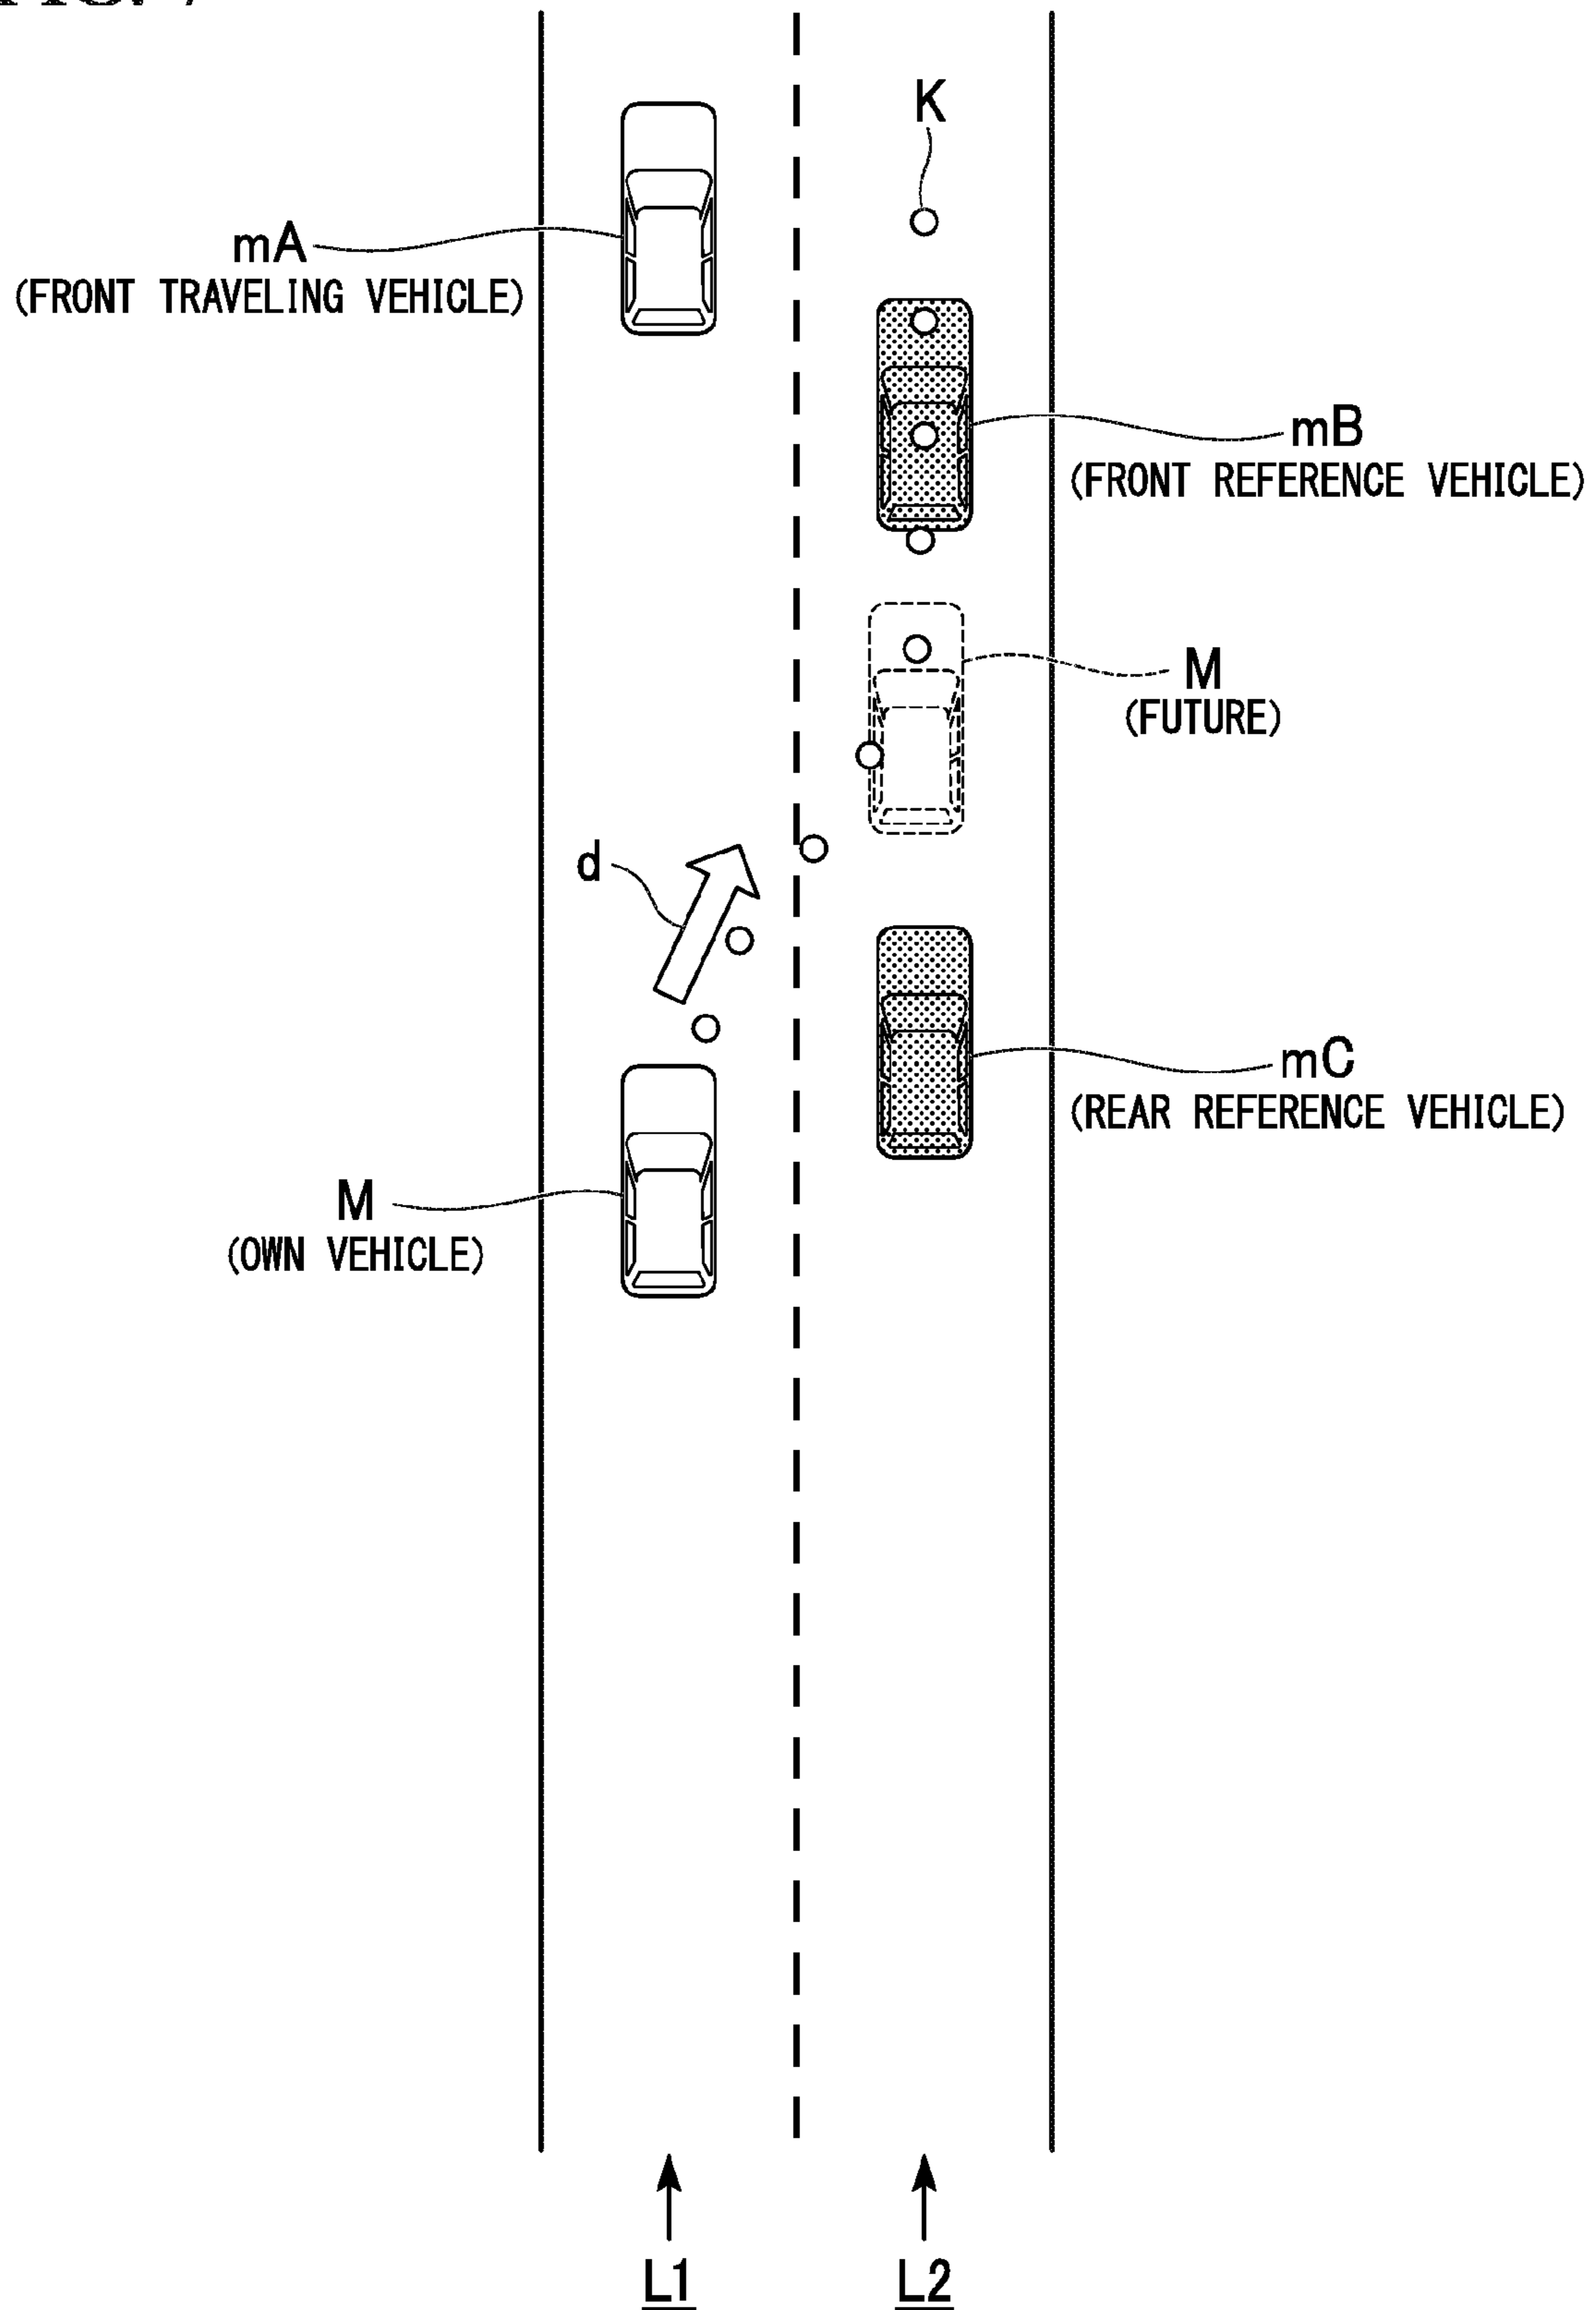 K
mA
(FRONT TRAVELING VEHICLE)
mB
(FRONT REFERENCE VEHICLE)
M
(FUTURE)
d
mC
(REAR REFERENCE VEHICLE)
M
(OWN VEHICLE)
L1
L2